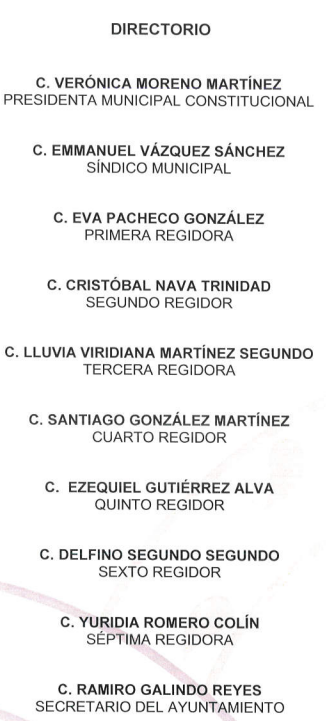 DIRECTORIO
C. VERÓNICA MORENO MARTÍNEZ
PRESIDENTA MUNICIPAL CONSTITUCIONAL
C. EMMANUEL VÁZQUEZ SÁNCHEZ
SÍNDICO MUNICIPAL
C. EVA PACHECO GONZÁLEZ
PRIMERA REGIDORA
C. CRISTÓBAL NAVA TRINIDAD
SEGUNDO REGIDOR
C. LLUVIA VIRIDIANA MARTÍNEZ SEGUNDO
TERCERA REGIDORA
C. SANTIAGO GONZÁLEZ MARTÍNEZ
CUARTO REGIDOR
C. EZEQUIEL GUTIÉRREZ ALVA
QUINTO REGIDOR
C. DELFINO SEGUNDO SEGUNDO
SEXTO REGIDOR
C. YURIDIA ROMERO COLÍN
SÉPTIMA REGIDORA
C. RAMIRO GALINDO REYES
SECRETARIO DEL AYUNTAMIENTO